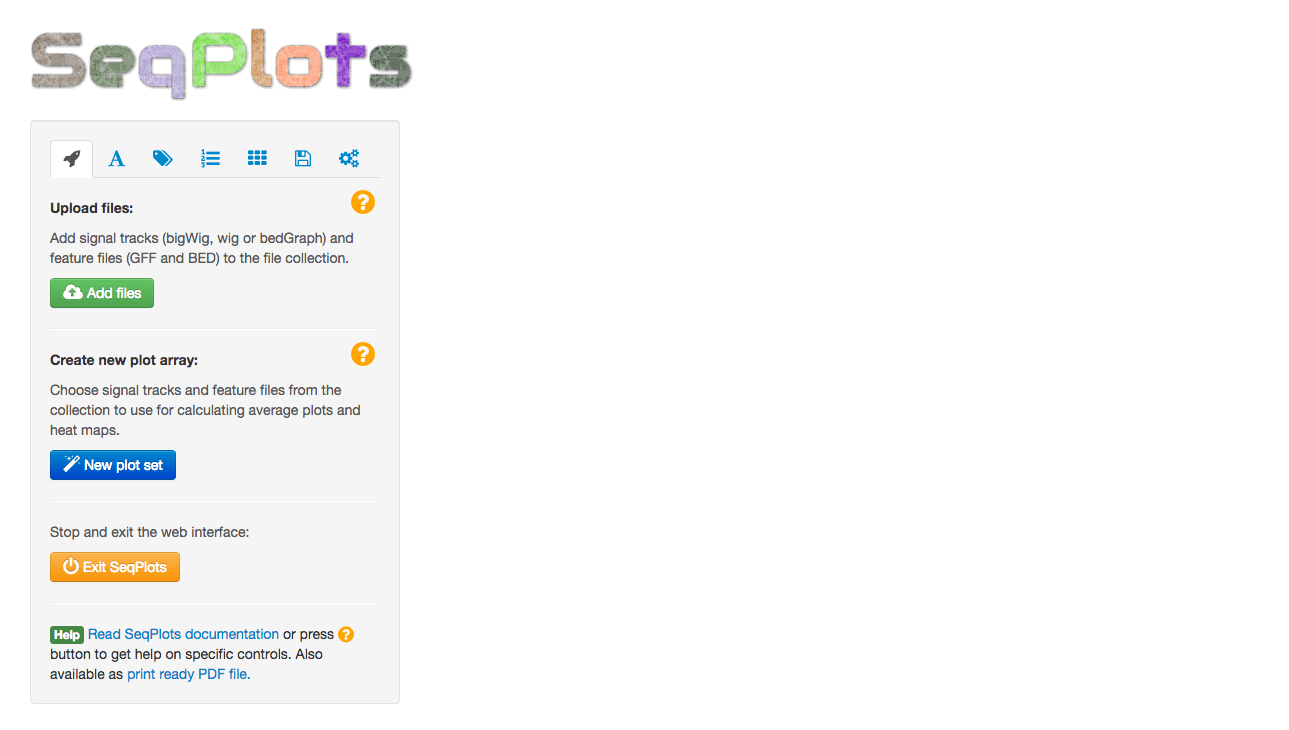 SeqPlots
Upload files:
Add signal tracks (bigWig, wig or bedGraph) and
feature files (GFF and BED) to the file collection.
Add files
Create new plot array:
Choose signal tracks and feature files from the
collection to use for calculating average plots and
heat maps.
New plot set
Stop and exit the web interface:
Exit SeqPlots
Help Read SeqPlots documentation or press ?
button to get help on specific controls. Also
available as print ready PDF file.